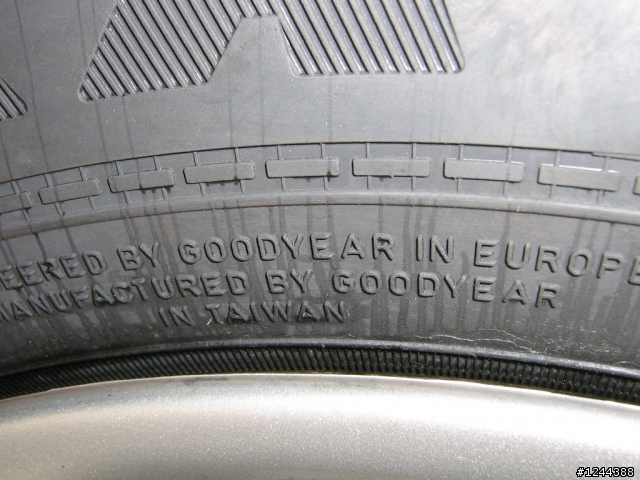 EERED BY GOODYEAR IN EUROPE
MANUFACTURED BY GOODYEAR
IN TAIWAN
#1244388